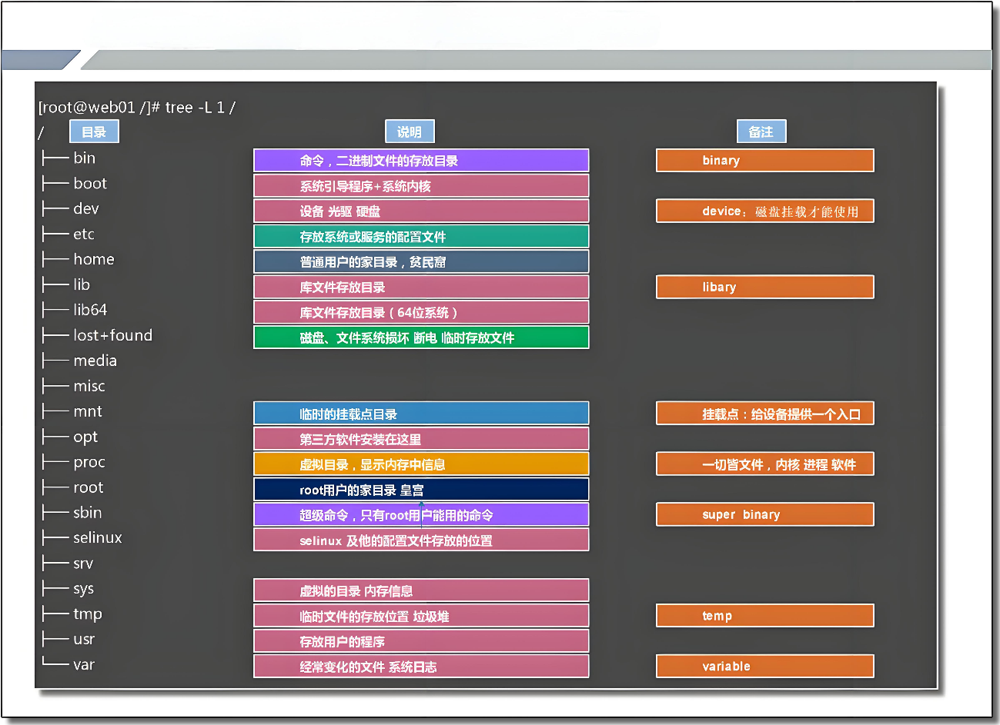 [root@web01 /]# tree -L 1 /
/ 目录 说明 备注
├── bin 命令，二进制文件的存放目录 binary
├── boot 系统引导程序+系统内核
├── dev 设备 光驱 硬盘 device：磁盘挂载才能使用
├── etc 存放系统或服务的配置文件
├── home 普通用户的家目录，贫民窟
├── lib 库文件存放目录 libary
├── lib64 库文件存放目录（64位系统）
├── lost+found 磁盘、文件系统损坏 断电 临时存放文件
├── media
├── misc
├── mnt 临时的挂载点目录 挂载点：给设备提供一个入口
├── opt 第三方软件安装在这里
├── proc 虚拟目录，显示内存中信息 一切皆文件，内核 进程 软件
├── root root用户的家目录 皇宫
├── sbin 超级命令，只有root用户能用的命令 super binary
├── selinux selinux 及他的配置文件存放的位置
├── srv
├── sys 虚拟的目录 内存信息
├── tmp 临时文件的存放位置 垃圾堆 temp
├── usr 存放用户的程序
└── var 经常变化的文件 系统日志 variable